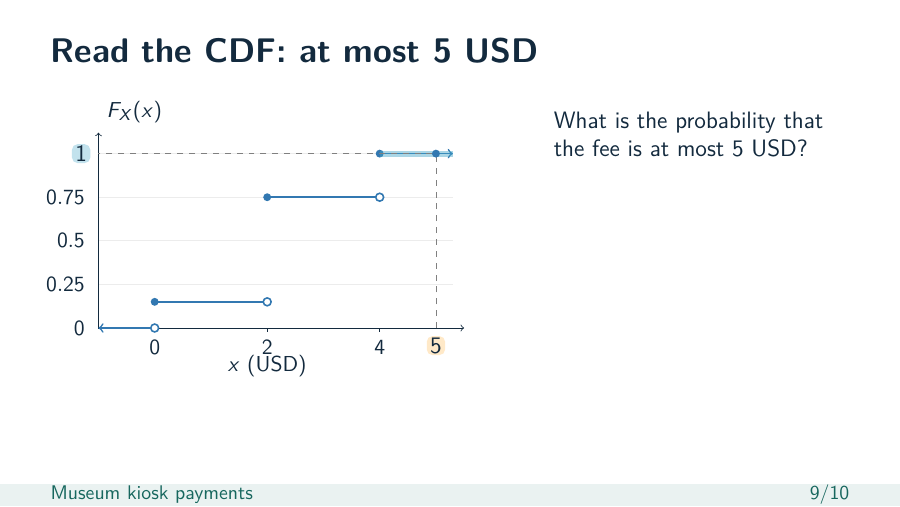 Read the CDF: at most 5 USD
F_X(x)
What is the probability that
the fee is at most 5 USD?
1
0.75
0.5
0.25
0
0 2 4 5
x (USD)
Museum kiosk payments 9/10